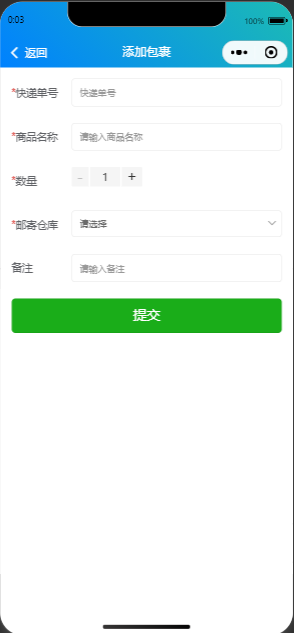 0:03
100%
返回
添加包裹
*快递单号
快递单号
*商品名称
请输入商品名称
*数量
- 1 +
*邮寄仓库
请选择
备注
请输入备注
提交